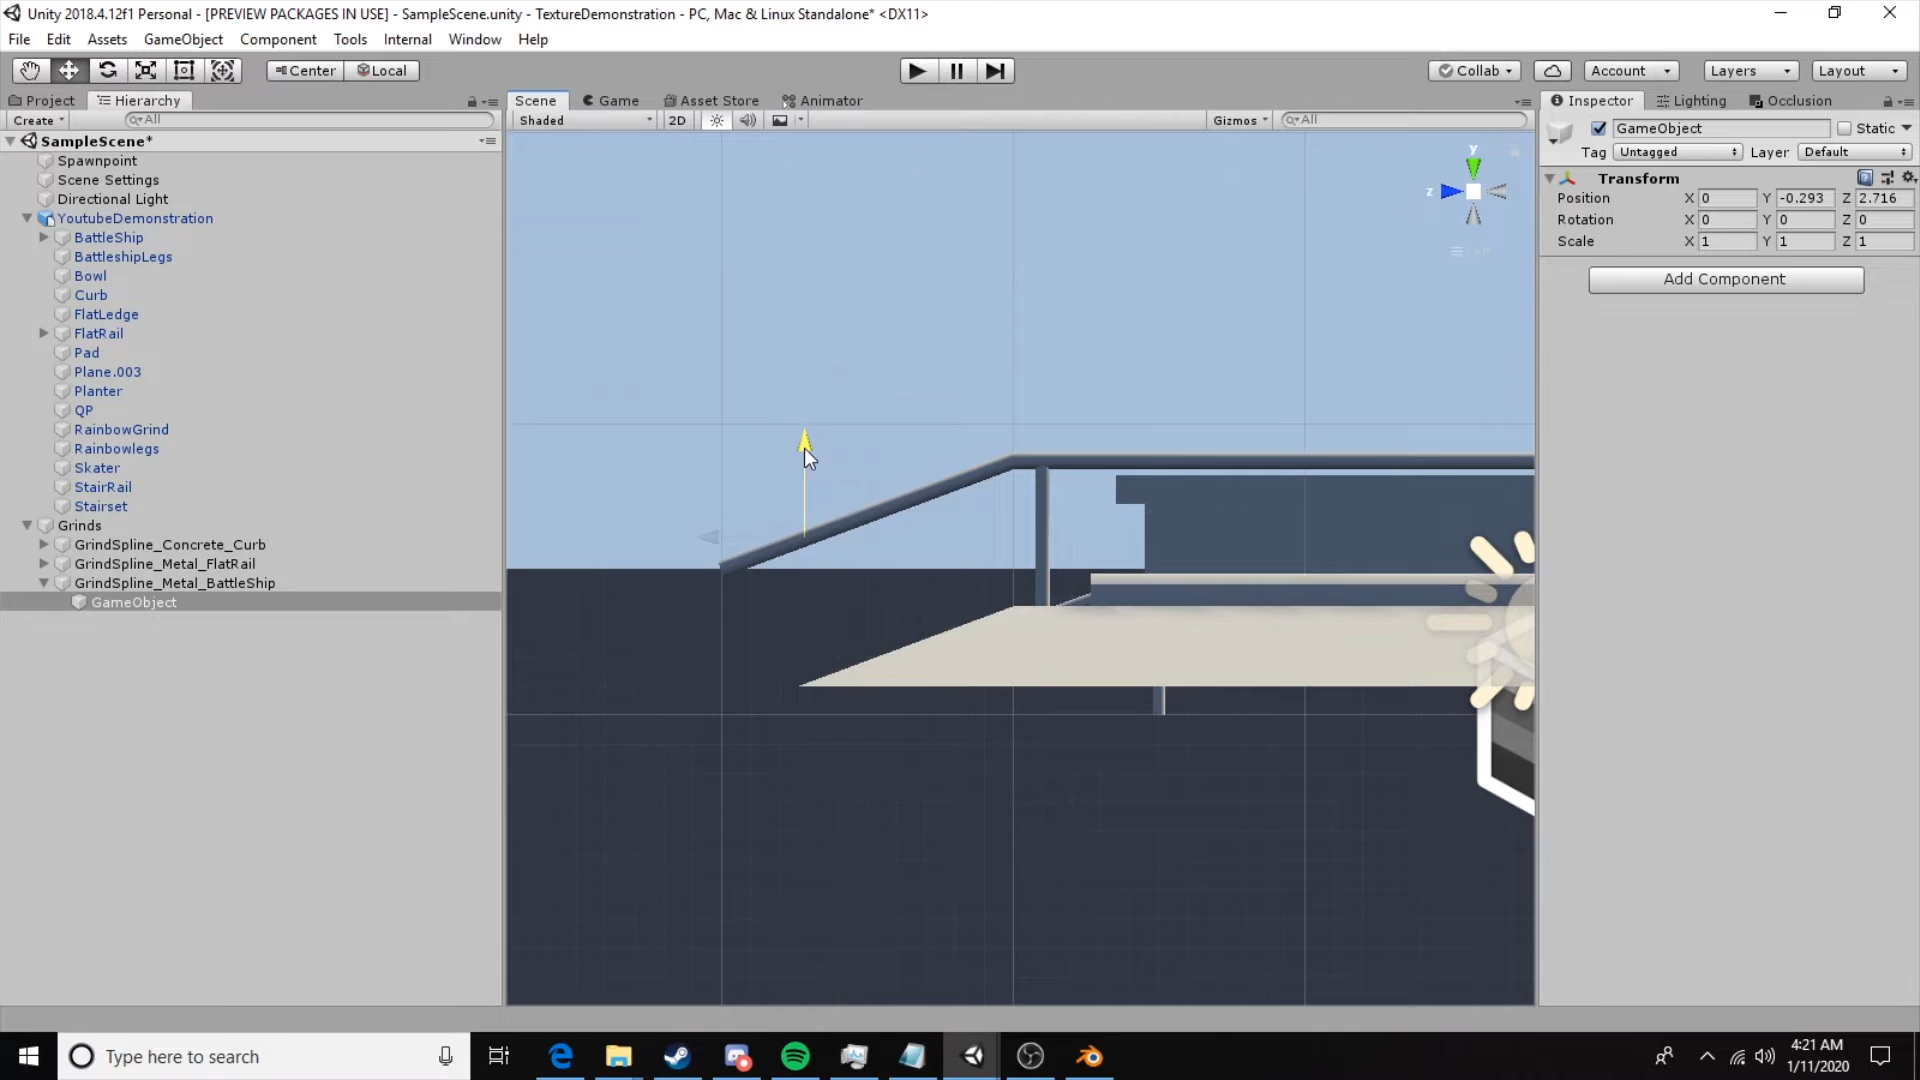 Unity 2018.4.12f1 Personal - [PREVIEW PACKAGES IN USE] - SampleScene.unity - TextureDemonstration - PC, Mac & Linux Standalone* <DX11>
File Edit Assets GameObject Component Tools Internal Window Help
Center Local Collab Account Layers Layout
Project Hierarchy Scene Game Asset Store Animator Inspector Lighting Occlusion
Create All Shaded 2D Gizmos All
SampleScene*
Spawnpoint
Scene Settings
Directional Light
YoutubeDemonstration
BattleShip
BattleshipLegs
Bowl
Curb
FlatLedge
FlatRail
Pad
Plane.003
Planter
QP
RainbowGrind
Rainbowlegs
Skater
StairRail
Stairset
Grinds
GrindSpline_Concrete_Curb
GrindSpline_Metal_FlatRail
GrindSpline_Metal_BattleShip
GameObject
y
z
GameObject Static
Tag Untagged Layer Default
Transform
Position X 0 Y -0.293 Z 2.716
Rotation X 0 Y 0 Z 0
Scale X 1 Y 1 Z 1
Add Component
Type here to search
4:21 AM
1/11/2020